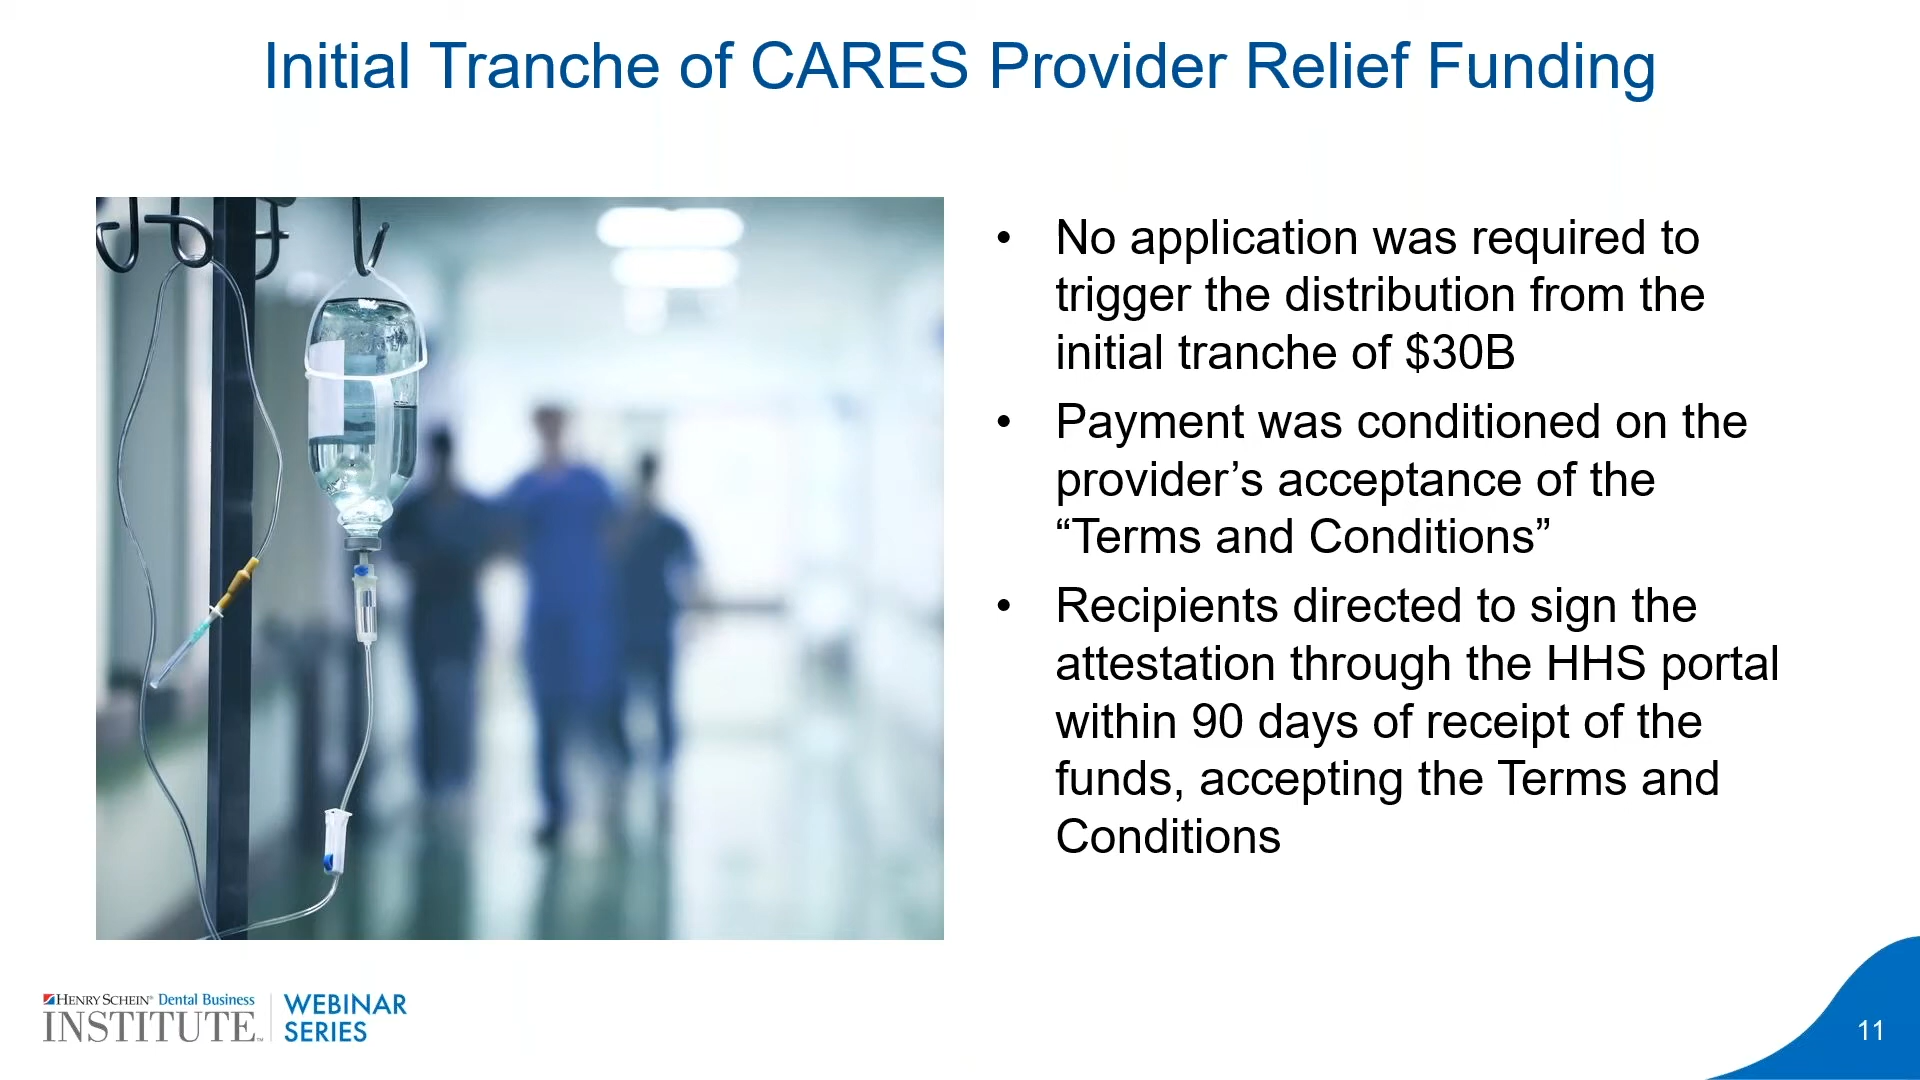 Initial Tranche of CARES Provider Relief Funding
• No application was required to
trigger the distribution from the
initial tranche of $30B
• Payment was conditioned on the
provider’s acceptance of the
“Terms and Conditions”
• Recipients directed to sign the
attestation through the HHS portal
within 90 days of receipt of the
funds, accepting the Terms and
Conditions
HENRY SCHEIN® Dental Business
INSTITUTE™
WEBINAR
SERIES
11